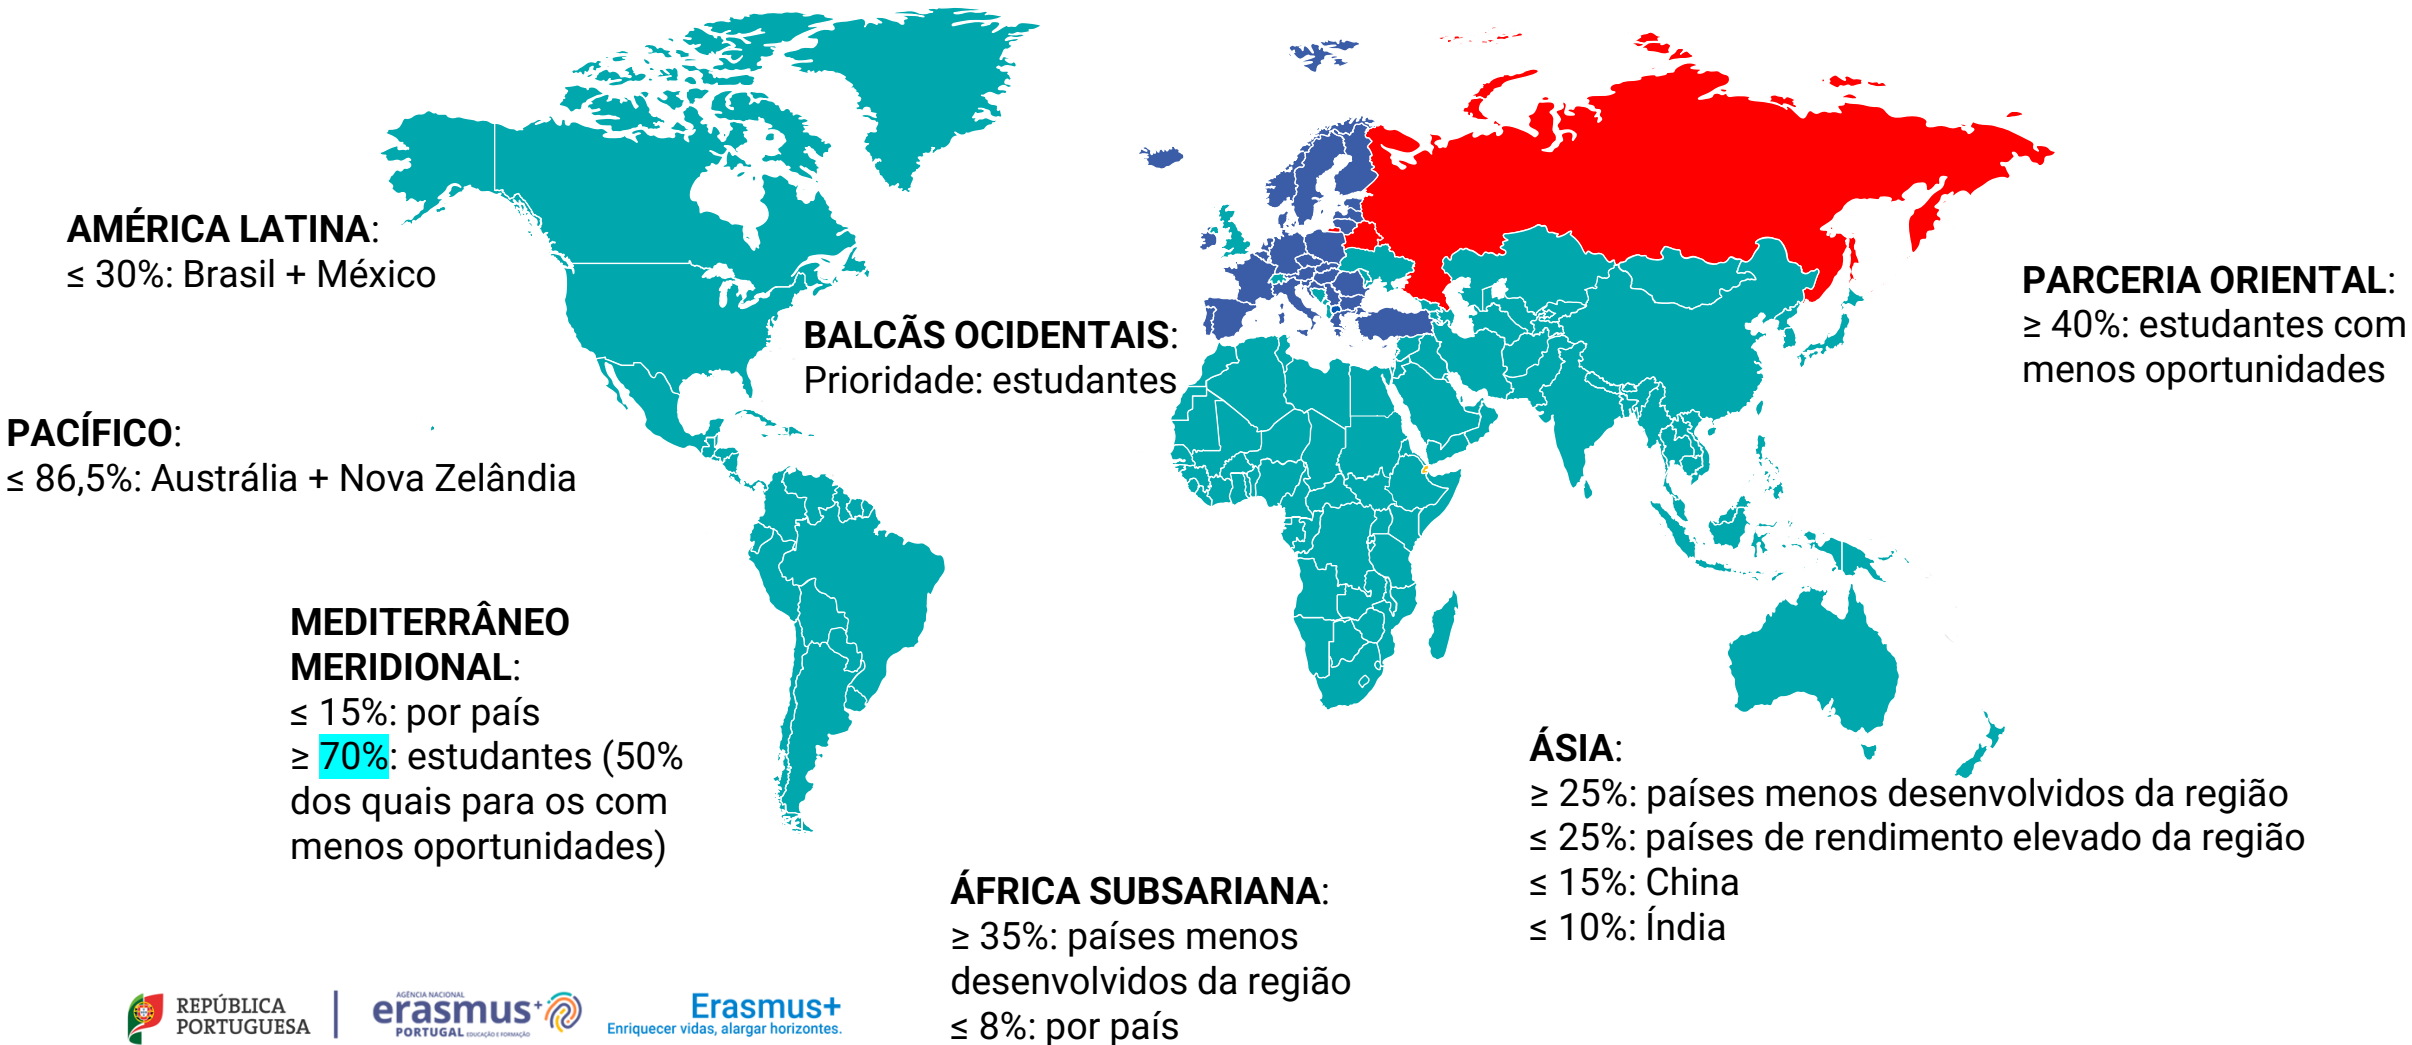 AMÉRICA LATINA:
≤ 30%: Brasil + México
PACÍFICO:
≤ 86,5%: Austrália + Nova Zelândia
BALCÃS OCIDENTAIS:
Prioridade: estudantes
PARCERIA ORIENTAL:
≥ 40%: estudantes com
menos oportunidades
MEDITERRÂNEO
MERIDIONAL:
≤ 15%: por país
≥ 70%: estudantes (50%
dos quais para os com
menos oportunidades)
ÁFRICA SUBSARIANA:
≥ 35%: países menos
desenvolvidos da região
≤ 8%: por país
ÁSIA:
≥ 25%: países menos desenvolvidos da região
≤ 25%: países de rendimento elevado da região
≤ 15%: China
≤ 10%: Índia
REPÚBLICA
PORTUGUESA
AGÊNCIA NACIONAL
erasmus+
PORTUGAL EDUCAÇÃO E FORMAÇÃO
Erasmus+
Enriquecer vidas, alargar horizontes.